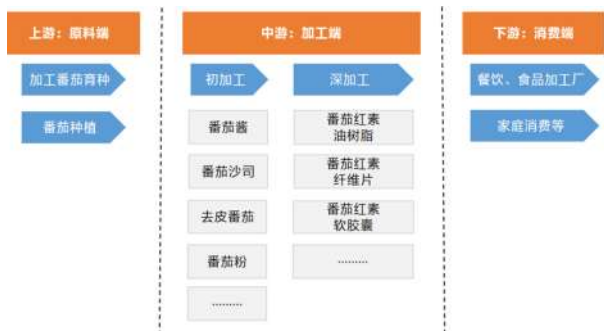 上游：原料端
中游：加工端
下游：消费端
加工番茄育种
番茄种植
初加工
深加工
番茄酱
番茄沙司
去皮番茄
番茄粉
.........
番茄红素
油树脂
番茄红素
纤维片
番茄红素
软胶囊
.........
餐饮、食品加工厂
家庭消费等